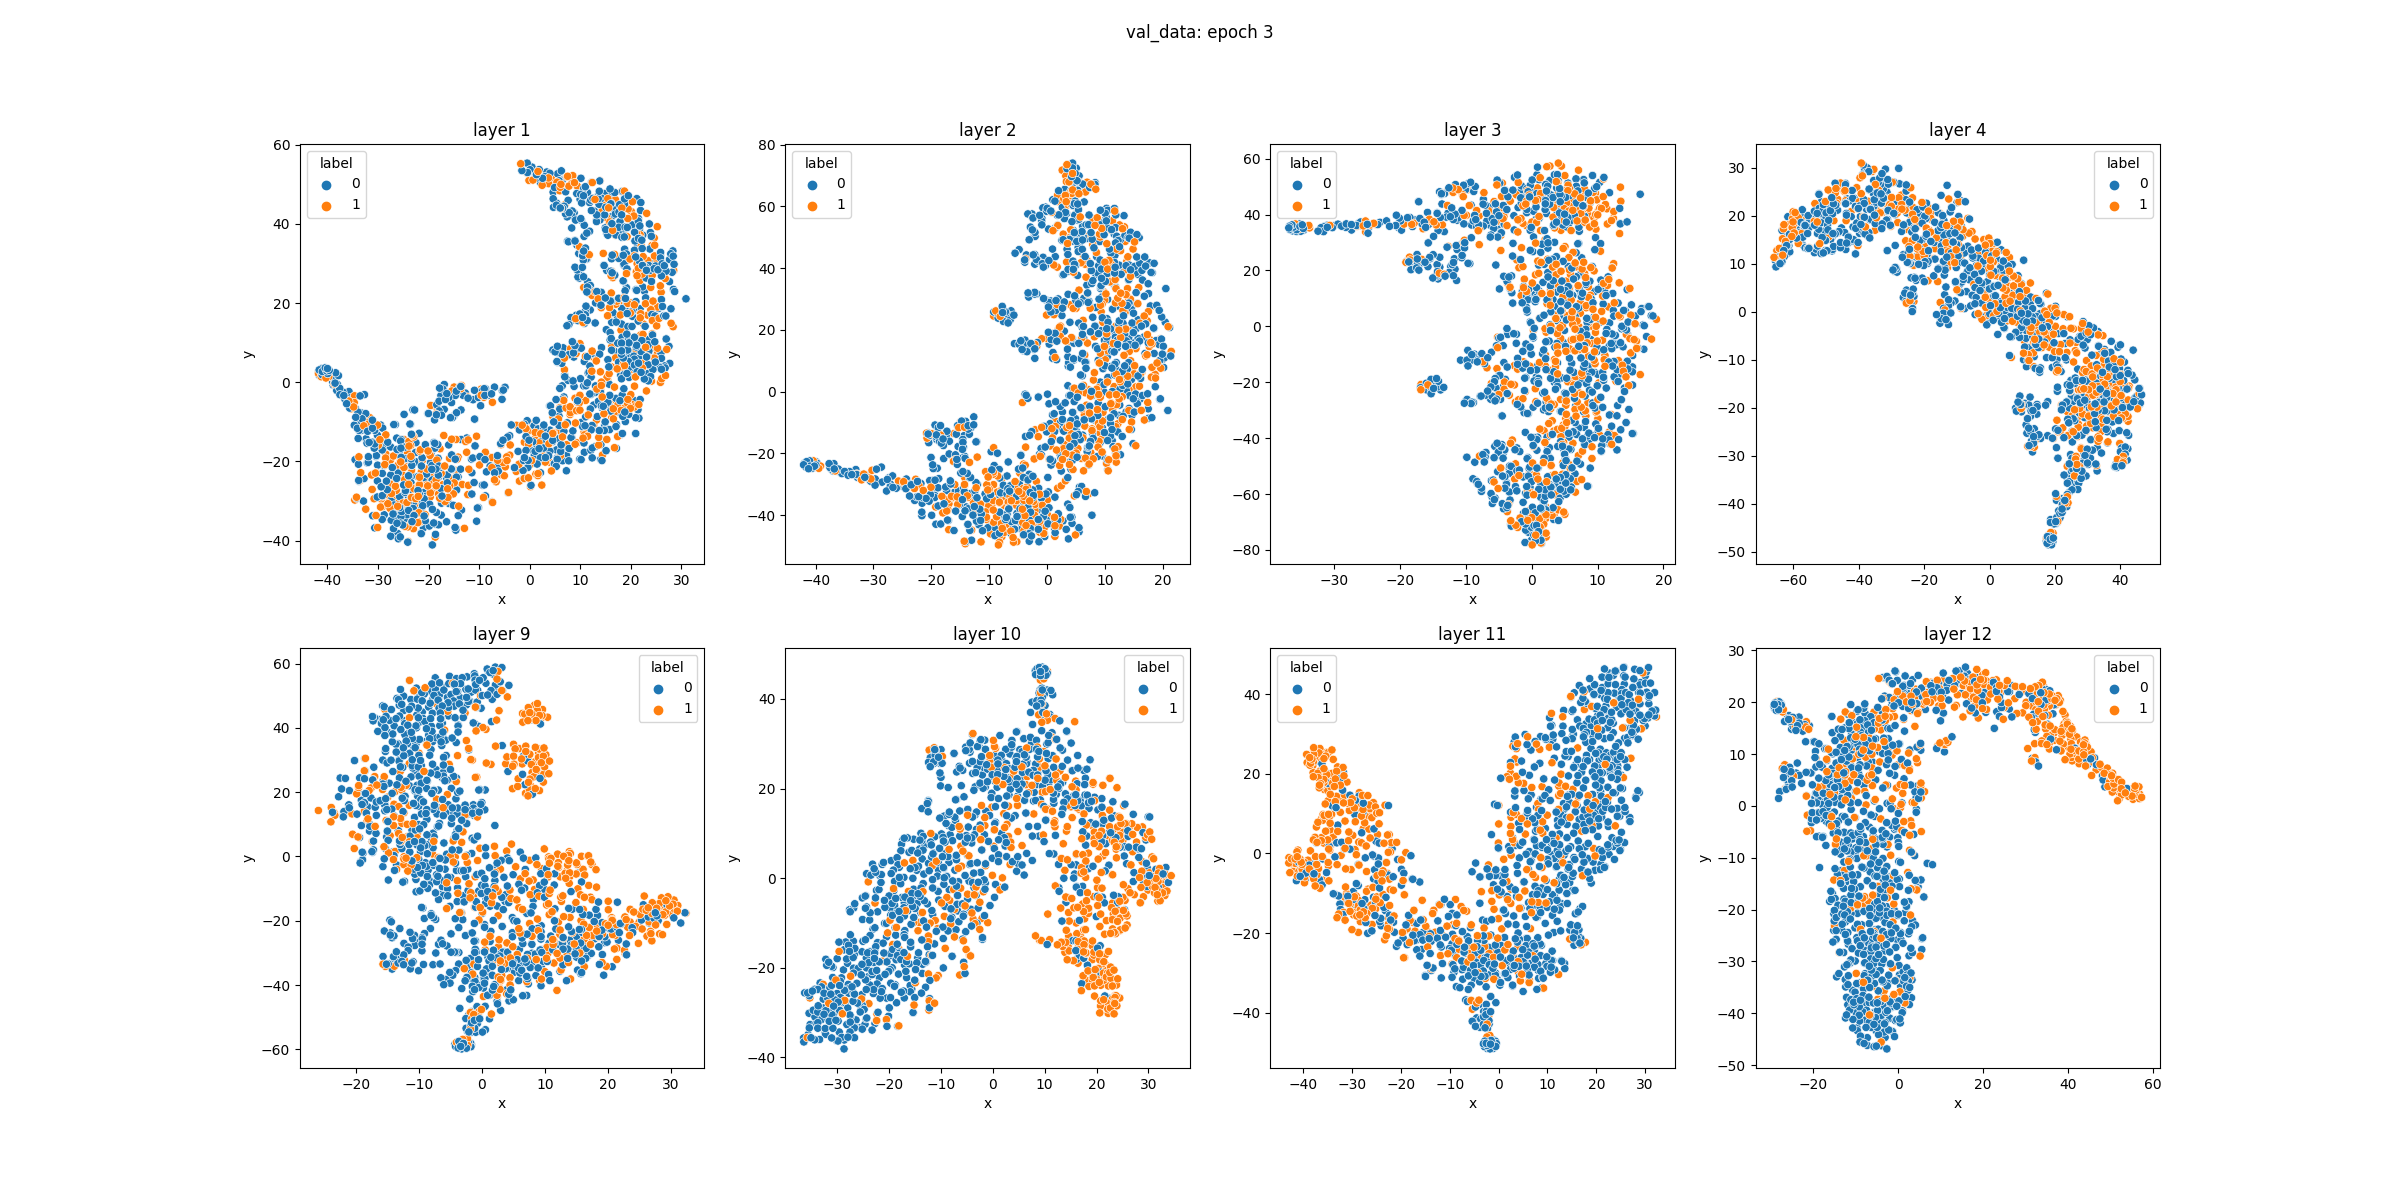 val_data: epoch 3
layer 1
label
0
1
60
40
20
0
−20
−40
y
−40 −30 −20 −10 0 10 20 30
x
layer 2
label
0
1
80
60
40
20
0
−20
−40
y
−40 −30 −20 −10 0 10 20
x
layer 3
label
0
1
60
40
20
0
−20
−40
−60
−80
y
−30 −20 −10 0 10 20
x
layer 4
label
0
1
30
20
10
0
−10
−20
−30
−40
−50
y
−60 −40 −20 0 20 40
x
layer 9
label
0
1
60
40
20
0
−20
−40
−60
y
−20 −10 0 10 20 30
x
layer 10
label
0
1
40
20
0
−20
−40
y
−30 −20 −10 0 10 20 30
x
layer 11
label
0
1
40
20
0
−20
−40
y
−40 −30 −20 −10 0 10 20 30
x
layer 12
label
0
1
30
20
10
0
−10
−20
−30
−40
−50
y
−20 0 20 40 60
x